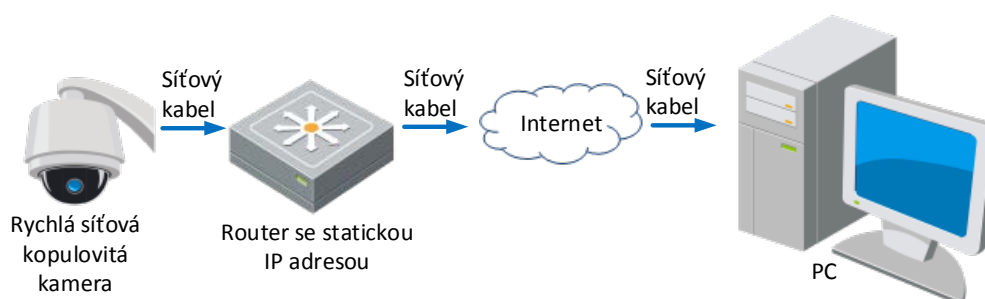 Síťový
kabel
Síťový
kabel
Síťový
kabel
Internet
Rychlá síťová
kopulovitá
kamera
Router se statickou
IP adresou
PC